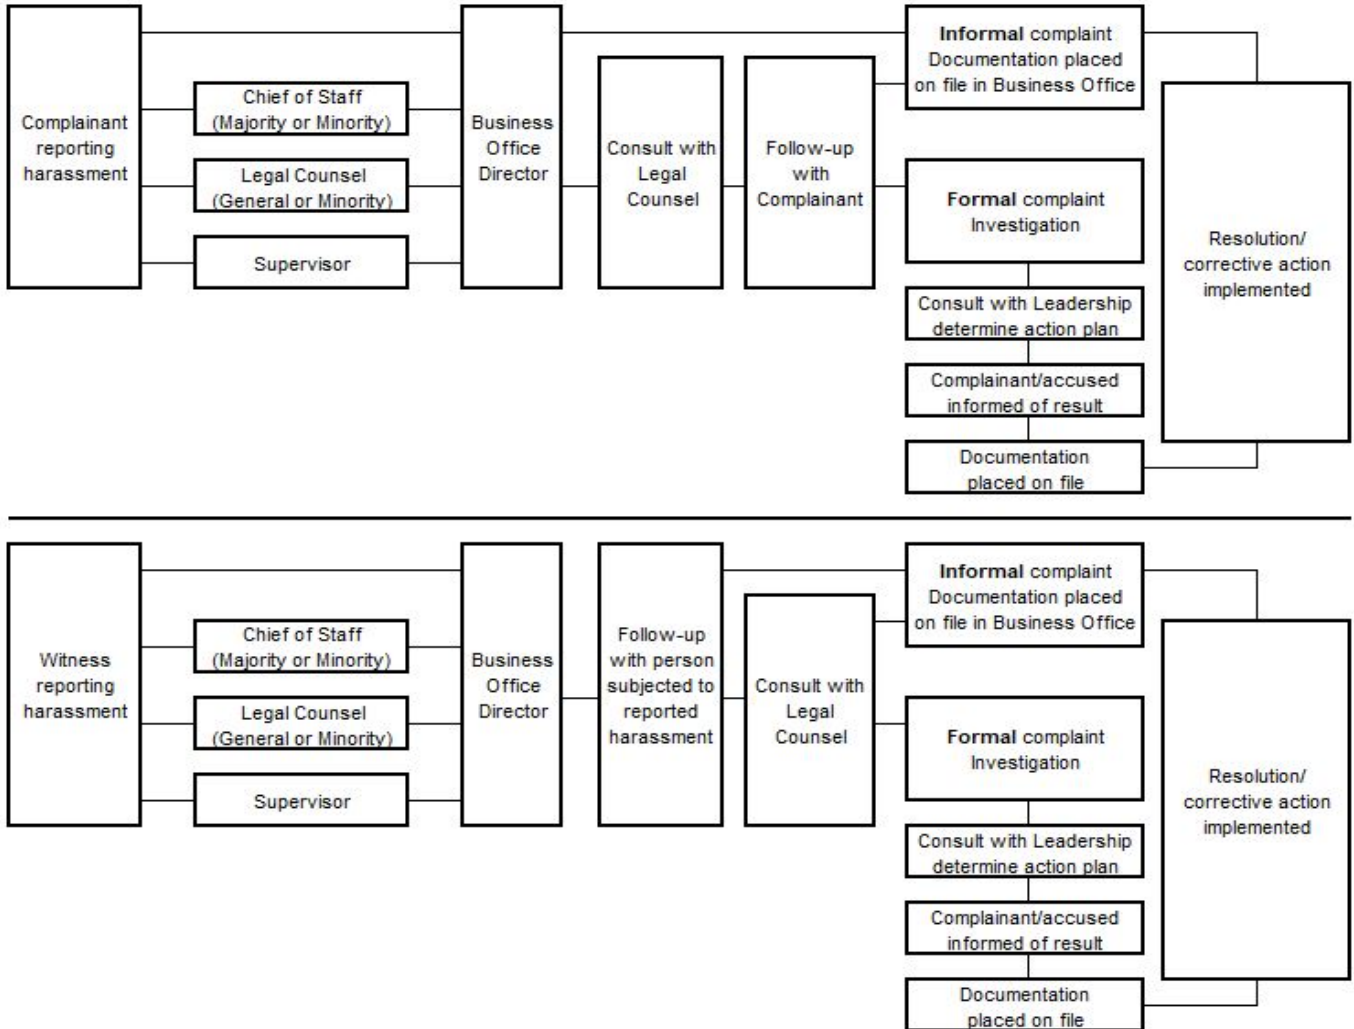 Complainant
reporting
harassment
Chief of Staff
(Majority or Minority)
Legal Counsel
(General or Minority)
Supervisor
Business
Office
Director
Consult with
Legal
Counsel
Follow-up
with
Complainant
Informal complaint
Documentation placed
on file in Business Office
Formal complaint
Investigation
Consult with Leadership
determine action plan
Complainant/accused
informed of result
Documentation
placed on file
Resolution/
corrective action
implemented
Witness
reporting
harassment
Chief of Staff
(Majority or Minority)
Legal Counsel
(General or Minority)
Supervisor
Business
Office
Director
Follow-up
with person
subjected to
reported
harassment
Consult with
Legal
Counsel
Informal complaint
Documentation placed
on file in Business Office
Formal complaint
Investigation
Consult with Leadership
determine action plan
Complainant/accused
informed of result
Documentation
placed on file
Resolution/
corrective action
implemented